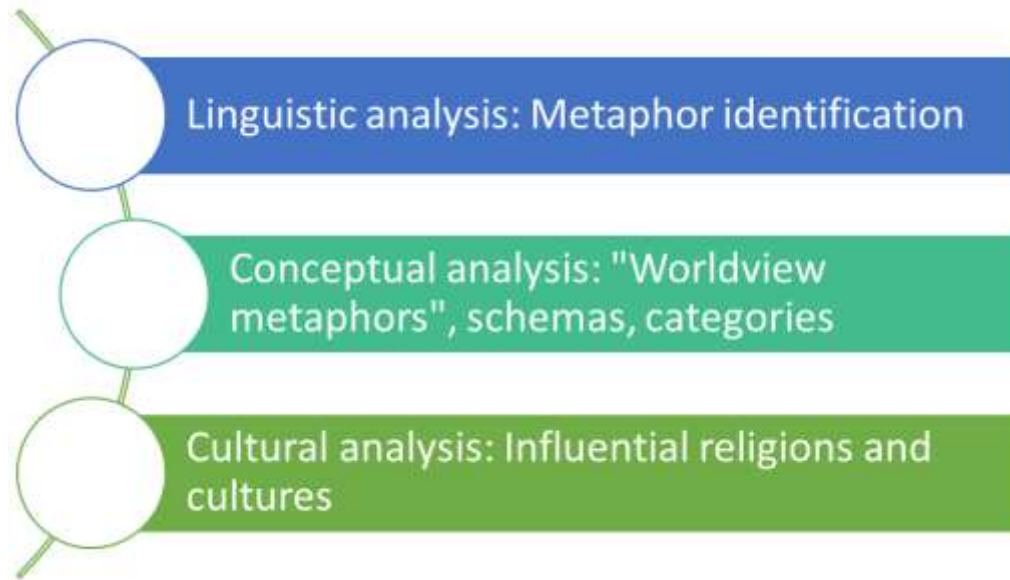 Linguistic analysis: Metaphor identification
Conceptual analysis: "Worldview
metaphors", schemas, categories
Cultural analysis: Influential religions and
cultures